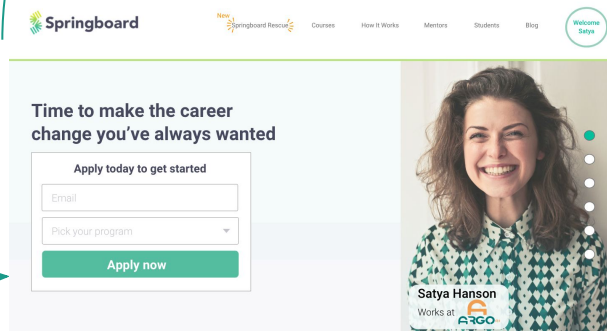 Springboard
New
Springboard Rescue
Courses
How It Works
Mentors
Students
Blog
Welcome
Satya
Time to make the career
change you’ve always wanted
Apply today to get started
Email
Pick your program
Apply now
Satya Hanson
Works at ARGO